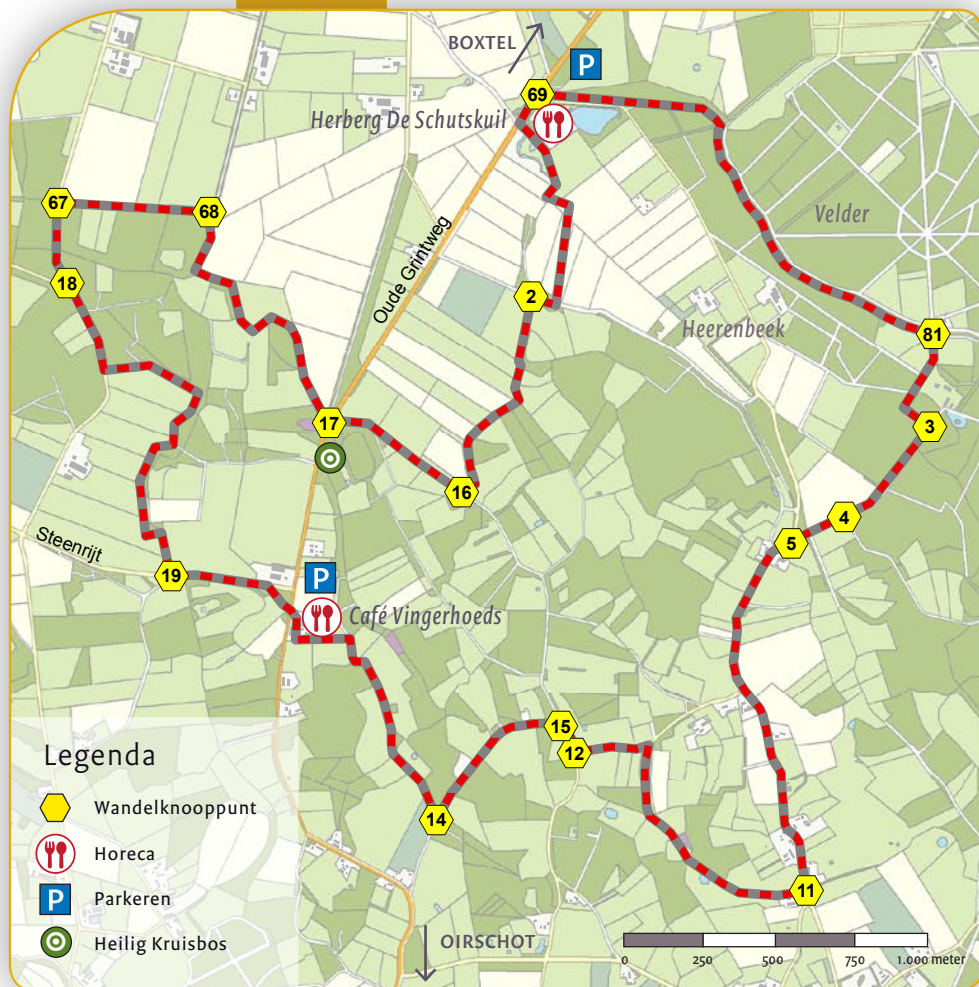 BOXTEL
P
69
Herberg De Schutskuil
67
68
Velder
Oude Grintweg
18
2
Heerenbeek
81
17
3
16
4
Steenrijt
5
19
P
Café Vingerhoeds
15
12
14
11
OIRSCHOT
0 250 500 750 1.000 meter
Legenda
Wandelknooppunt
Horeca
P Parkeren
Heilig Kruisbos